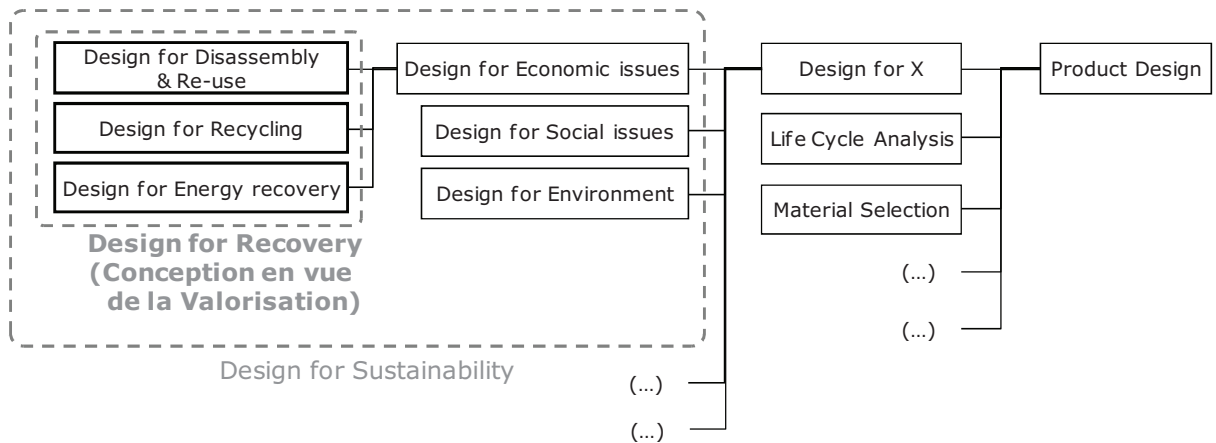 Design for Disassembly
& Re-use
Design for Economic issues
Design for X
Product Design
Design for Recycling
Design for Social issues
Life Cycle Analysis
Design for Energy recovery
Design for Environment
Material Selection
Design for Recovery
(Conception en vue
de la Valorisation)
(...)
(...)
Design for Sustainability
(...)
(...)